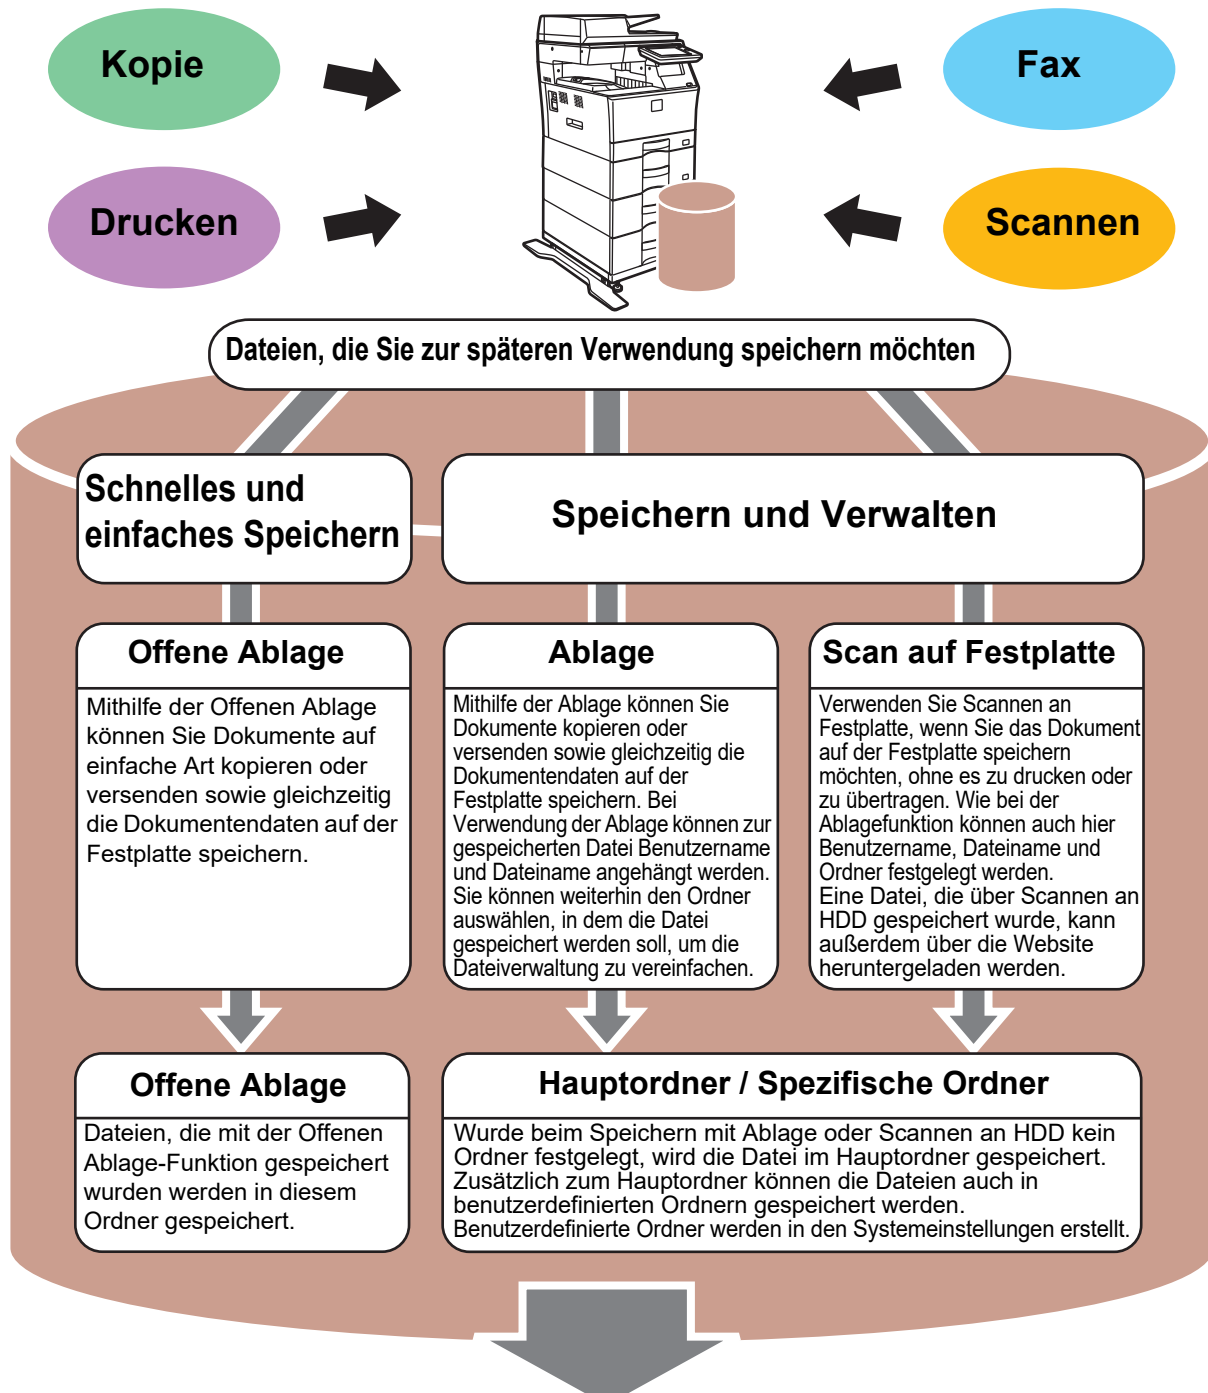 Kopie
Fax
Drucken
Scannen
Dateien, die Sie zur späteren Verwendung speichern möchten
Schnelles und
einfaches Speichern
Speichern und Verwalten
Offene Ablage
Mithilfe der Offenen Ablage
können Sie Dokumente auf
einfache Art kopieren oder
versenden sowie gleichzeitig
die Dokumentendaten auf der
Festplatte speichern.
Ablage
Mithilfe der Ablage können Sie
Dokumente kopieren oder
versenden sowie gleichzeitig die
Dokumentendaten auf der
Festplatte speichern. Bei
Verwendung der Ablage können zur
gespeicherten Datei Benutzername
und Dateiname angehängt werden.
Sie können weiterhin den Ordner
auswählen, in dem die Datei
gespeichert werden soll, um die
Dateiverwaltung zu vereinfachen.
Scan auf Festplatte
Verwenden Sie Scannen an
Festplatte, wenn Sie das Dokument
auf der Festplatte speichern
möchten, ohne es zu drucken oder
zu übertragen. Wie bei der
Ablagefunktion können auch hier
Benutzername, Dateiname und
Ordner festgelegt werden.
Eine Datei, die über Scannen an
HDD gespeichert wurde, kann
außerdem über die Website
heruntergeladen werden.
Offene Ablage
Dateien, die mit der Offenen
Ablage-Funktion gespeichert
wurden werden in diesem
Ordner gespeichert.
Hauptordner / Spezifische Ordner
Wurde beim Speichern mit Ablage oder Scannen an HDD kein
Ordner festgelegt, wird die Datei im Hauptordner gespeichert.
Zusätzlich zum Hauptordner können die Dateien auch in
benutzerdefinierten Ordnern gespeichert werden.
Benutzerdefinierte Ordner werden in den Systemeinstellungen erstellt.